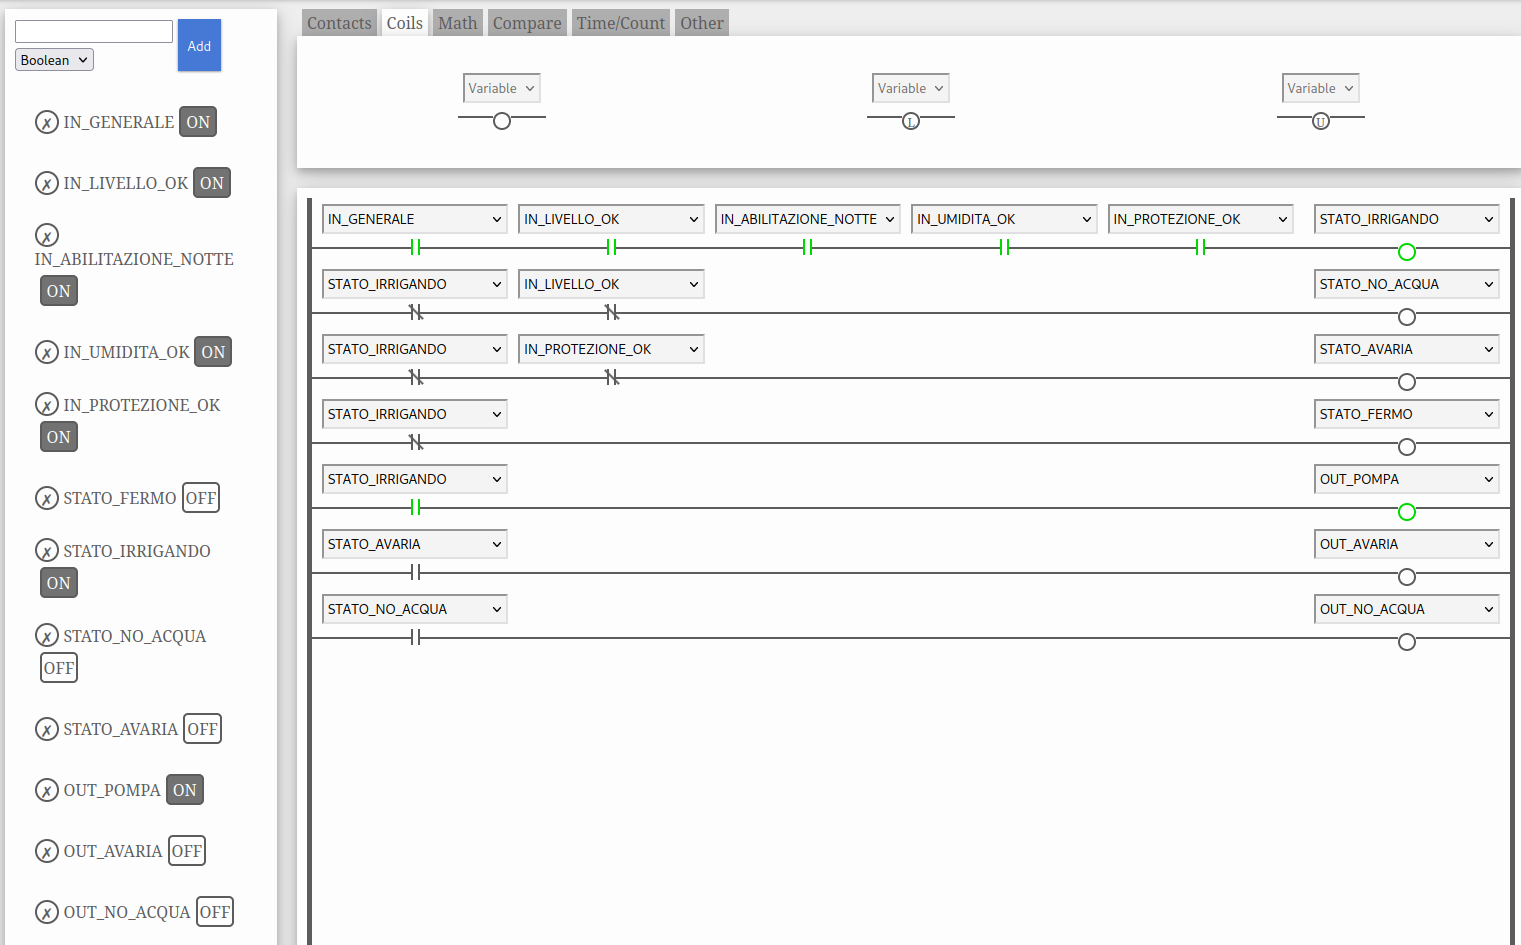 Add
Boolean
IN_GENERALE ON
IN_LIVELLO_OK ON
IN_ABILITAZIONE_NOTTE
ON
IN_UMIDITA_OK ON
IN_PROTEZIONE_OK
ON
STATO_FERMO OFF
STATO_IRRIGANDO
ON
STATO_NO_ACQUA
OFF
STATO_AVARIA OFF
OUT_POMPA ON
OUT_AVARIA OFF
OUT_NO_ACQUA OFF
Contacts Coils Math Compare Time/Count Other
Variable Variable Variable
L U
IN_GENERALE IN_LIVELLO_OK IN_ABILITAZIONE_NOTTE IN_UMIDITA_OK IN_PROTEZIONE_OK STATO_IRRIGANDO
STATO_IRRIGANDO IN_LIVELLO_OK STATO_NO_ACQUA
STATO_IRRIGANDO IN_PROTEZIONE_OK STATO_AVARIA
STATO_IRRIGANDO STATO_FERMO
STATO_IRRIGANDO OUT_POMPA
STATO_AVARIA OUT_AVARIA
STATO_NO_ACQUA OUT_NO_ACQUA